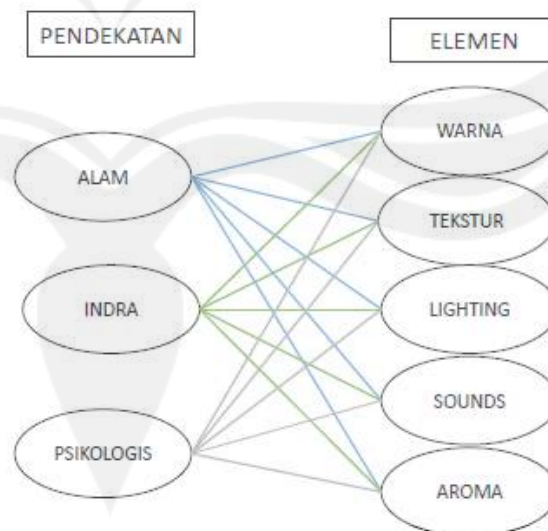 PENDEKATAN
ELEMEN
ALAM
INDRA
PSIKOLOGIS
WARNA
TEKSTUR
LIGHTING
SOUNDS
AROMA